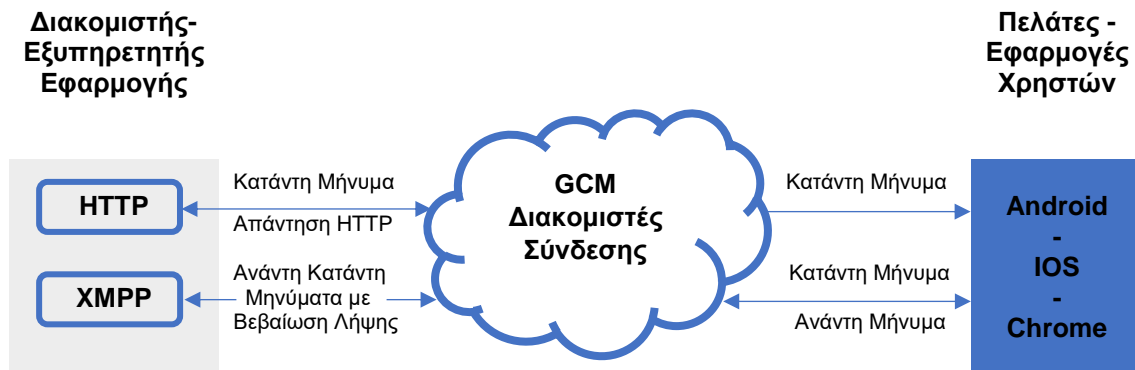 Διακομιστής-
Εξυπηρετητής
Εφαρμογής
Πελάτες -
Εφαρμογές
Χρηστών
HTTP
Κατάντη Μήνυμα
Απάντηση HTTP
XMPP
Ανάντη Κατάντη
Μηνύματα με
Βεβαίωση Λήψης
GCM
Διακομιστές
Σύνδεσης
Κατάντη Μήνυμα
Κατάντη Μήνυμα
Ανάντη Μήνυμα
Android
-
IOS
-
Chrome